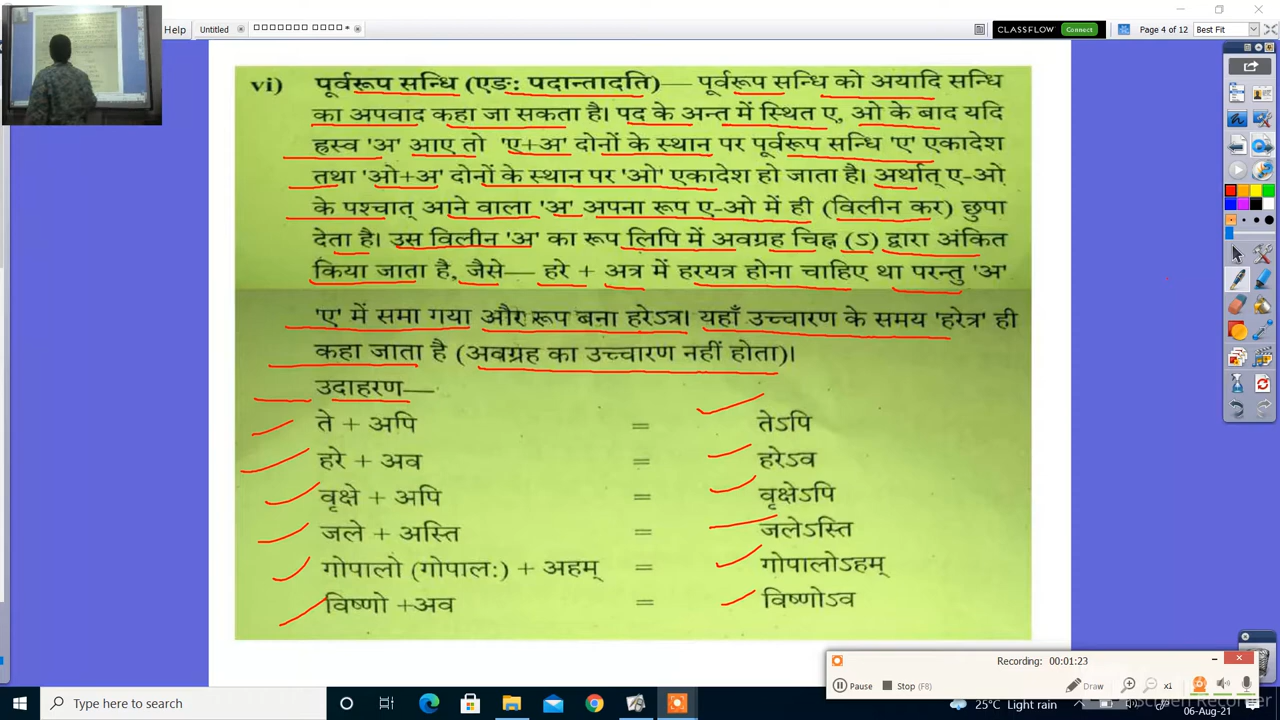 Help
Untitled
CLASSFLOW Connect
Page 4 of 12
Best Fit
vi) पूर्वरूप सन्धि (एङः पदान्तादति)— पूर्वरूप सन्धि को अयादि सन्धि
का अपवाद कहा जा सकता है। पद के अन्त में स्थित ए, ओ के बाद यदि
ह्रस्व 'अ' आए तो 'ए+अ' दोनों के स्थान पर पूर्वरूप सन्धि 'ए' एकादेश
तथा 'ओ+अ' दोनों के स्थान पर 'ओ' एकादेश हो जाता है। अर्थात् ए-ओ
के पश्चात् आने वाला 'अ' अपना रूप ए-ओ में ही (विलीन कर) छुपा
देता है। उस विलीन 'अ' का रूप लिपि में अवग्रह चिह्न (ऽ) द्वारा अंकित
किया जाता है, जैसे— हरे + अत्र में हरयत्र होना चाहिए था परन्तु 'अ'
'ए' में समा गया और रूप बना हरेऽत्र। यहाँ उच्चारण के समय 'हरेत्र' ही
कहा जाता है (अवग्रह का उच्चारण नहीं होता)।
उदाहरण—
ते + अपि = तेऽपि
हरे + अव = हरेऽव
वृक्षे + अपि = वृक्षेऽपि
जले + अस्ति = जलेऽस्ति
गोपालो (गोपाल:) + अहम् = गोपालोऽहम्
विष्णो +अव = विष्णोऽव
Recording: 00:01:23
Pause
Stop (F8)
Draw
x1
Type here to search
25°C Light rain
06-Aug-21